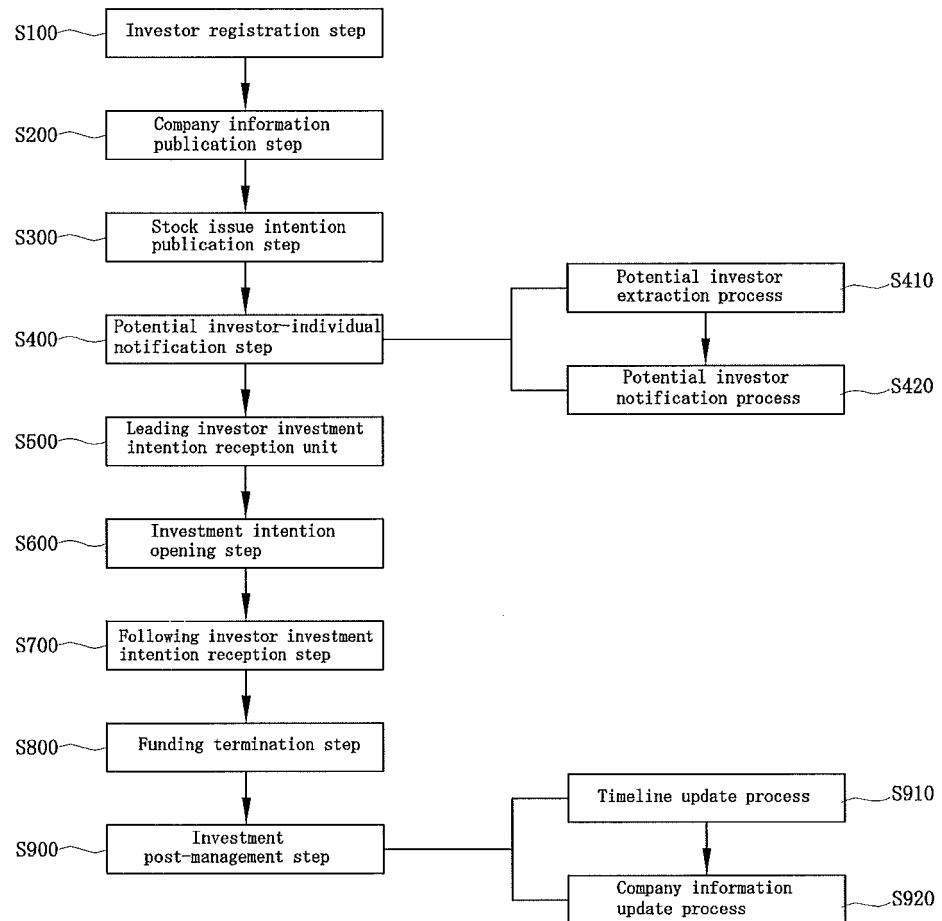 S100
Investor registration step
S200
Company information
publication step
S300
Stock issue intention
publication step
S400
Potential investor-individual
notification step
S410
Potential investor
extraction process
S420
Potential investor
notification process
S500
Leading investor investment
intention reception unit
S600
Investment intention
opening step
S700
Following investor investment
intention reception step
S800
Funding termination step
S900
Investment
post-management step
S910
Timeline update process
S920
Company information
update process